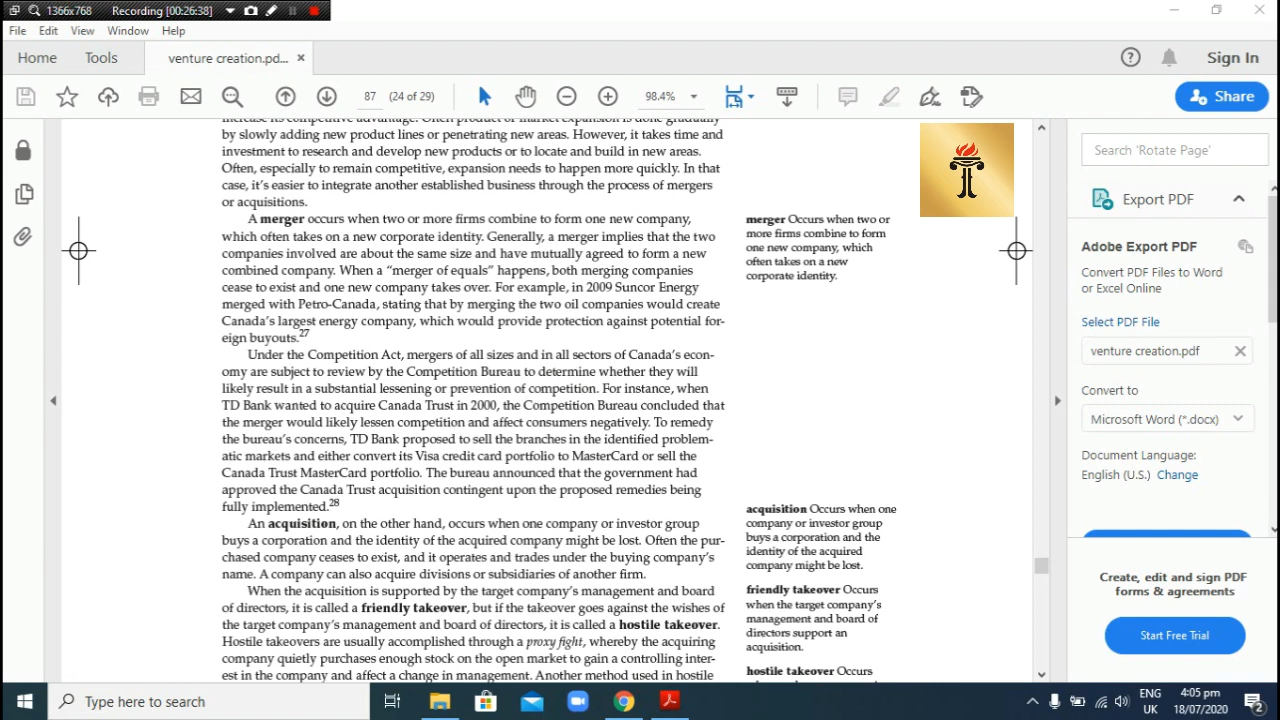 1366x768 Recording [00:26:38]
File Edit View Window Help
Home Tools venture creation.pd... ×
Sign In
87 (24 of 29) 98.4% Share
increase its competitive advantage. Often product or market expansion is done gradually
by slowly adding new product lines or penetrating new areas. However, it takes time and
investment to research and develop new products or to locate and build in new areas.
Often, especially to remain competitive, expansion needs to happen more quickly. In that
case, it's easier to integrate another established business through the process of mergers
or acquisitions.
A merger occurs when two or more firms combine to form one new company,
which often takes on a new corporate identity. Generally, a merger implies that the two
companies involved are about the same size and have mutually agreed to form a new
combined company. When a “merger of equals” happens, both merging companies
cease to exist and one new company takes over. For example, in 2009 Suncor Energy
merged with Petro-Canada, stating that by merging the two oil companies would create
Canada's largest energy company, which would provide protection against potential for-
eign buyouts.27
Under the Competition Act, mergers of all sizes and in all sectors of Canada's econ-
omy are subject to review by the Competition Bureau to determine whether they will
likely result in a substantial lessening or prevention of competition. For instance, when
TD Bank wanted to acquire Canada Trust in 2000, the Competition Bureau concluded that
the merger would likely lessen competition and affect consumers negatively. To remedy
the bureau's concerns, TD Bank proposed to sell the branches in the identified problem-
atic markets and either convert its Visa credit card portfolio to MasterCard or sell the
Canada Trust MasterCard portfolio. The bureau announced that the government had
approved the Canada Trust acquisition contingent upon the proposed remedies being
fully implemented.28
An acquisition, on the other hand, occurs when one company or investor group
buys a corporation and the identity of the acquired company might be lost. Often the pur-
chased company ceases to exist, and it operates and trades under the buying company's
name. A company can also acquire divisions or subsidiaries of another firm.
When the acquisition is supported by the target company's management and board
of directors, it is called a friendly takeover, but if the takeover goes against the wishes of
the target company's management and board of directors, it is called a hostile takeover.
Hostile takeovers are usually accomplished through a proxy fight, whereby the acquiring
company quietly purchases enough stock on the open market to gain a controlling inter-
est in the company and affect a change in management. Another method used in hostile
merger Occurs when two or
more firms combine to form
one new company, which
often takes on a new
corporate identity.
acquisition Occurs when one
company or investor group
buys a corporation and the
identity of the acquired
company might be lost.
friendly takeover Occurs
when the target company's
management and board of
directors support an
acquisition.
hostile takeover Occurs
Search 'Rotate Page'
Export PDF
Adobe Export PDF
Convert PDF Files to Word
or Excel Online
Select PDF File
venture creation.pdf
Convert to
Microsoft Word (*.docx)
Document Language:
English (U.S.) Change
Create, edit and sign PDF
forms & agreements
Start Free Trial
Type here to search
ENG
UK
4:05 pm
18/07/2020
2